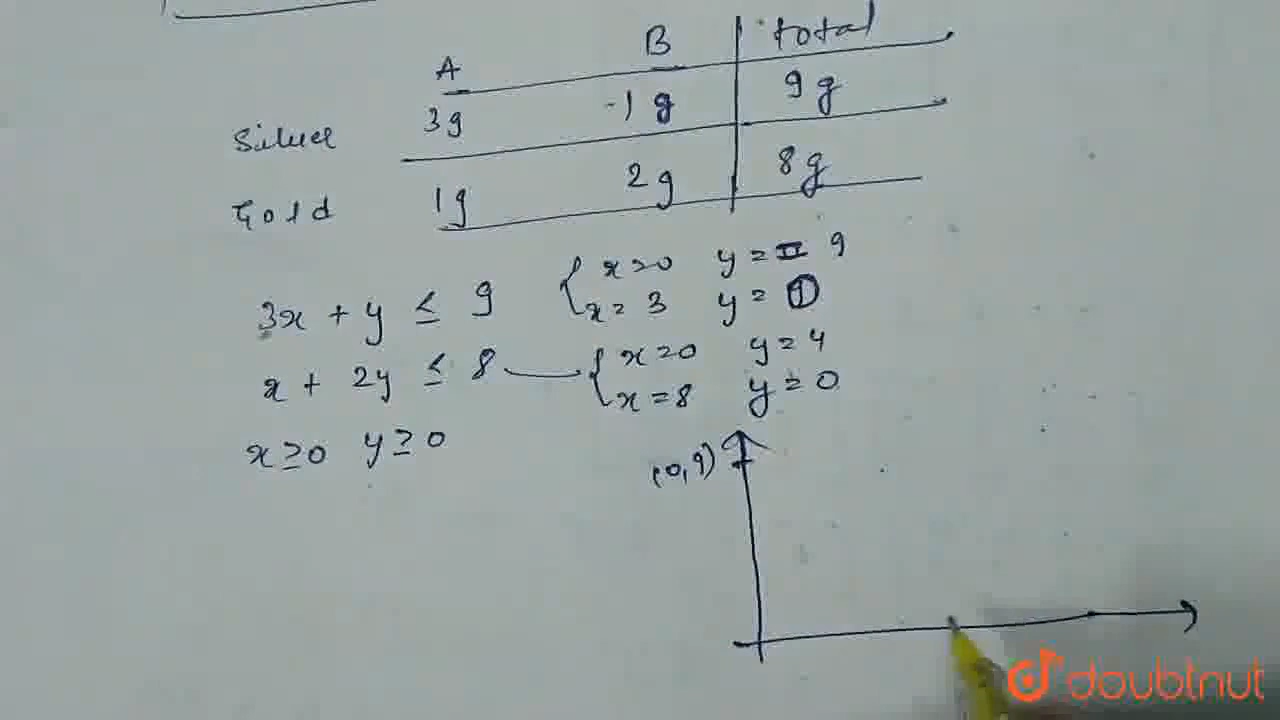 A B total
Silver 3g 1g 9g
Gold 1g 2g 8g
3x + y ≤ 9 { x=0 y= 9
x= 3 y=
x + 2y ≤ 8 { x=0 y=4
x=8 y=0
x≥0 y≥0
(0,9)
doubtnut